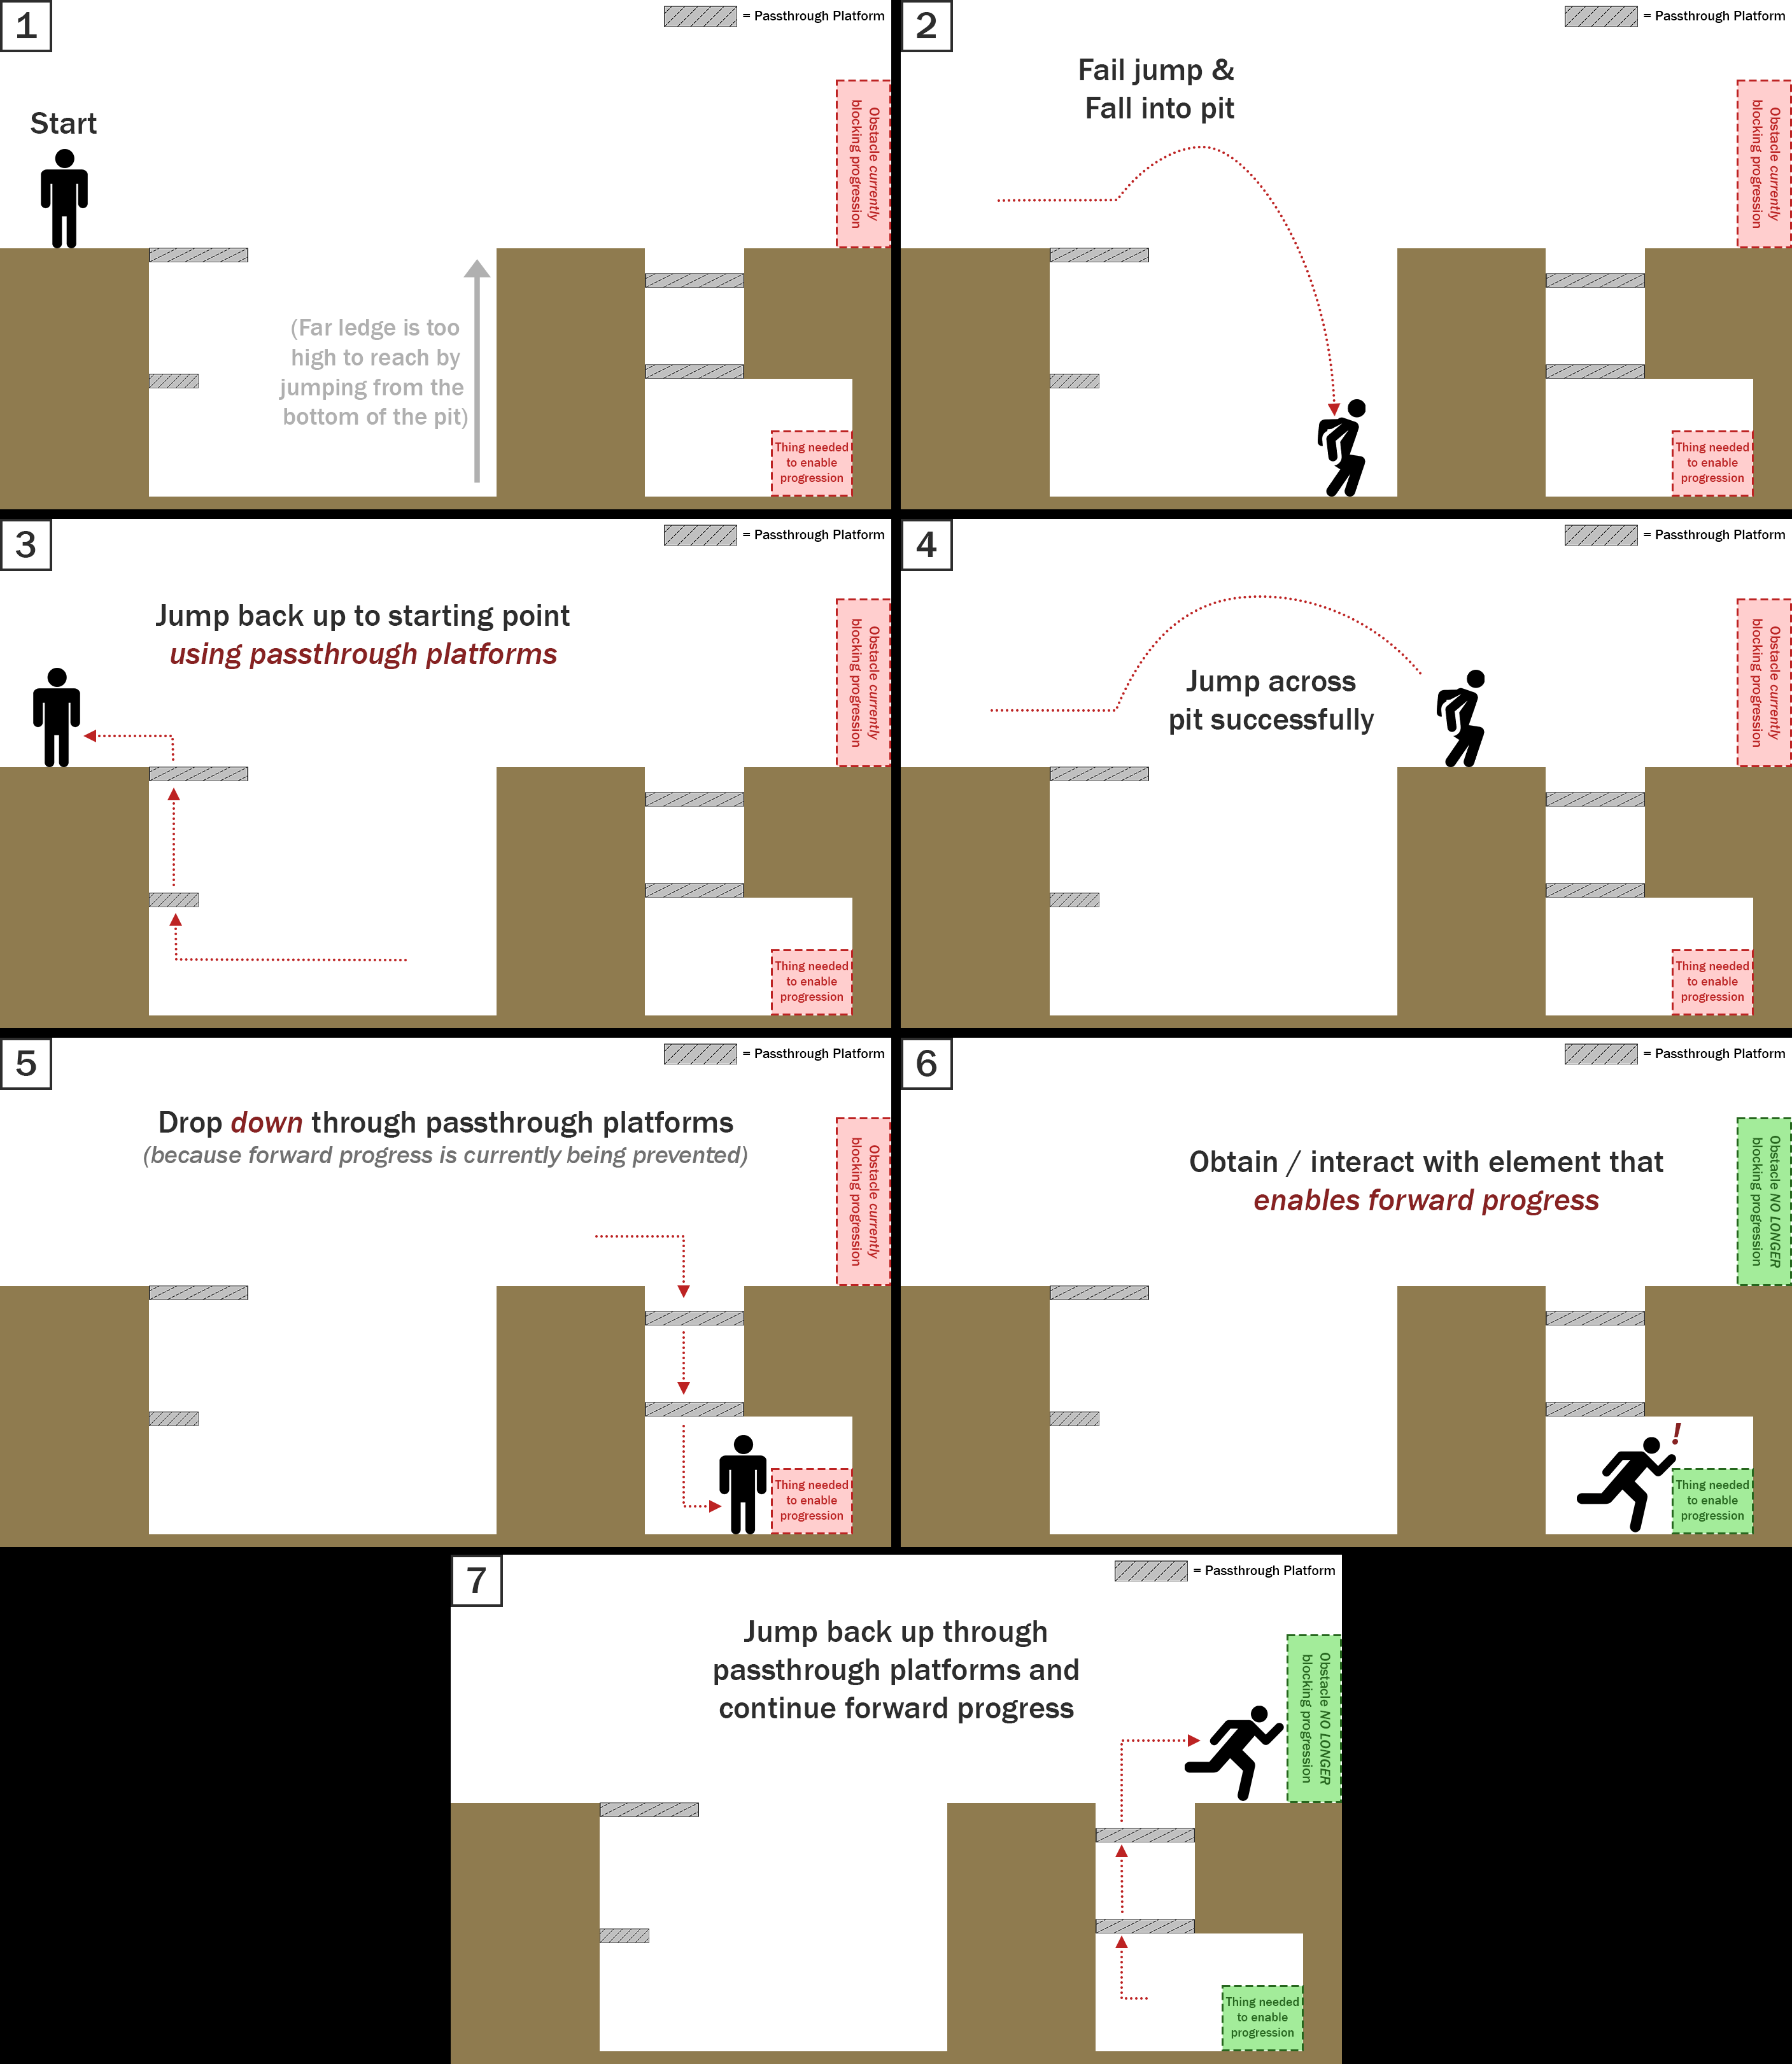 1
= Passthrough Platform
Start
Obstacle currently
blocking progression
(Far ledge is too
high to reach by
jumping from the
bottom of the pit)
Thing needed
to enable
progression
2
= Passthrough Platform
Fail jump &
Fall into pit
Obstacle currently
blocking progression
Thing needed
to enable
progression
3
= Passthrough Platform
Jump back up to starting point
using passthrough platforms
Obstacle currently
blocking progression
Thing needed
to enable
progression
4
= Passthrough Platform
Jump across
pit successfully
Obstacle currently
blocking progression
Thing needed
to enable
progression
5
= Passthrough Platform
Drop down through passthrough platforms
(because forward progress is currently being prevented)
Obstacle currently
blocking progression
Thing needed
to enable
progression
6
= Passthrough Platform
Obtain / interact with element that
enables forward progress
Obstacle NO LONGER
blocking progression
!
Thing needed
to enable
progression
7
= Passthrough Platform
Jump back up through
passthrough platforms and
continue forward progress
Obstacle NO LONGER
blocking progression
Thing needed
to enable
progression